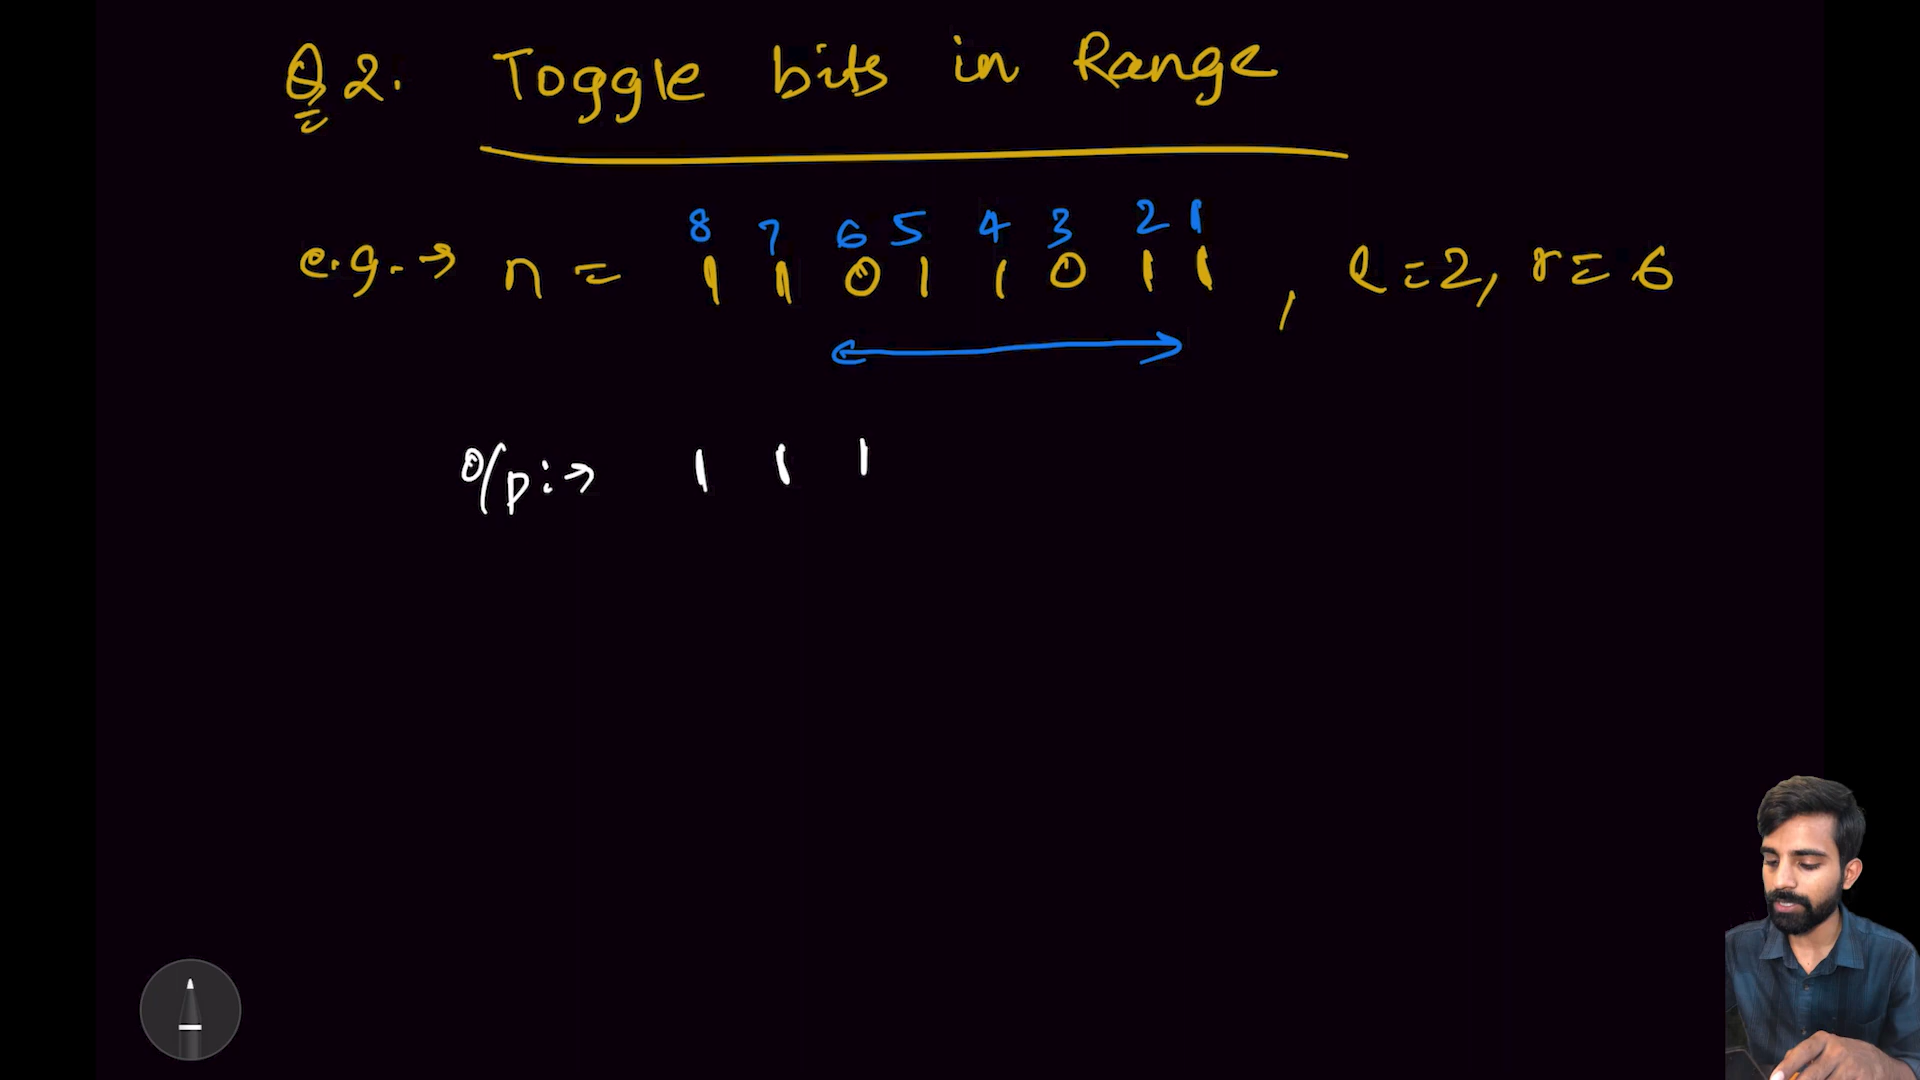 Q2. Toggle bits in Range
8 7 6 5 4 3 2 1
e.g. → n = 1 1 0 1 1 0 1 1 , l=2, r=6
O/p :→ 1 1 1